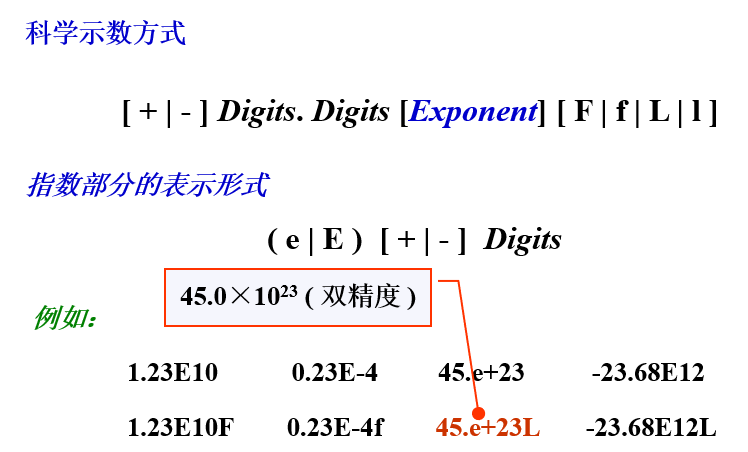 科学示数方式
[ + | - ] Digits. Digits [Exponent] [ F | f | L | l ]
指数部分的表示形式
( e | E ) [ + | - ] Digits
45.0×10²³ ( 双精度 )
例如：
1.23E10 0.23E-4 45.e+23 -23.68E12
1.23E10F 0.23E-4f 45.e+23L -23.68E12L